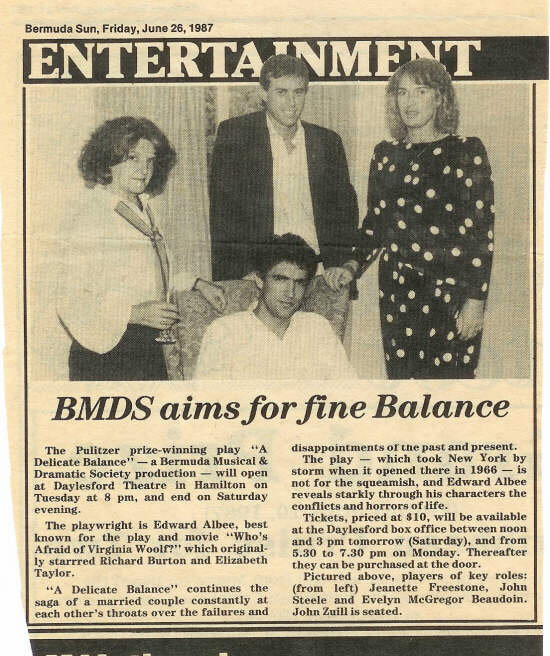 Bermuda Sun, Friday, June 26, 1987
ENTERTAINMENT
BMDS aims for fine Balance
The Pulitzer prize-winning play “A
Delicate Balance” — a Bermuda Musical &
Dramatic Society production — will open
at Daylesford Theatre in Hamilton on
Tuesday at 8 pm, and end on Saturday
evening.
The playwright is Edward Albee, best
known for the play and movie “Who’s
Afraid of Virginia Woolf?” which original-
ly starrred Richard Burton and Elizabeth
Taylor.
“A Delicate Balance” continues the
saga of a married couple constantly at
each other’s throats over the failures and
disappointments of the past and present.
The play — which took New York by
storm when it opened there in 1966 — is
not for the squeamish, and Edward Albee
reveals starkly through his characters the
conflicts and horrors of life.
Tickets, priced at $10, will be available
at the Daylesford box office between noon
and 3 pm tomorrow (Saturday), and from
5.30 to 7.30 pm on Monday. Thereafter
they can be purchased at the door.
Pictured above, players of key roles:
(from left) Jeanette Freestone, John
Steele and Evelyn McGregor Beaudoin.
John Zuill is seated.